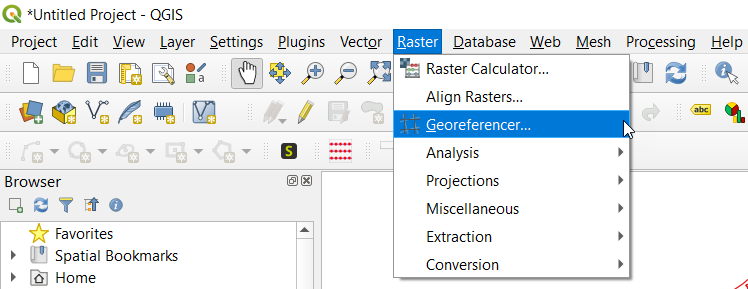 *Untitled Project - QGIS
Project Edit View Layer Settings Plugins Vector Raster Database Web Mesh Processing Help
Raster Calculator...
Align Rasters...
Georeferencer...
Analysis
Projections
Miscellaneous
Extraction
Conversion
abc
S
Browser
Favorites
Spatial Bookmarks
Home